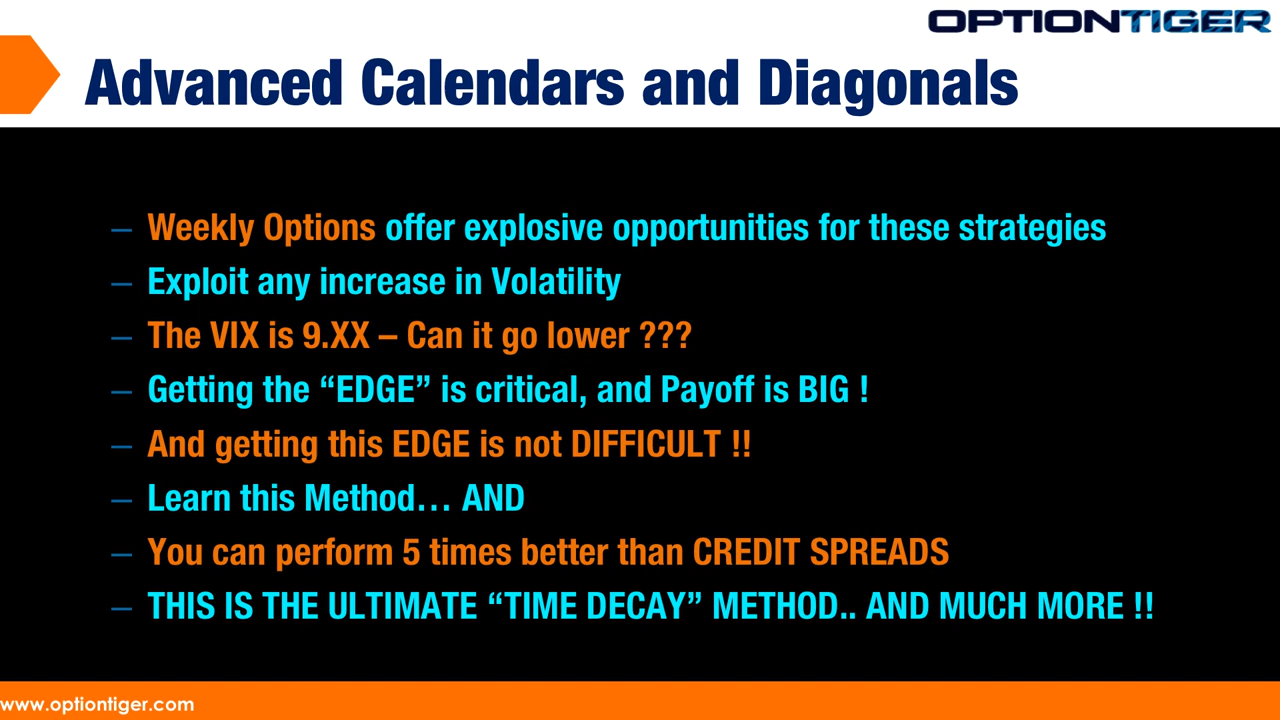 OPTIONTIGER
Advanced Calendars and Diagonals
– Weekly Options offer explosive opportunities for these strategies
– Exploit any increase in Volatility
– The VIX is 9.XX – Can it go lower ???
– Getting the “EDGE” is critical, and Payoff is BIG !
– And getting this EDGE is not DIFFICULT !!
– Learn this Method… AND
– You can perform 5 times better than CREDIT SPREADS
– THIS IS THE ULTIMATE “TIME DECAY” METHOD.. AND MUCH MORE !!
www.optiontiger.com